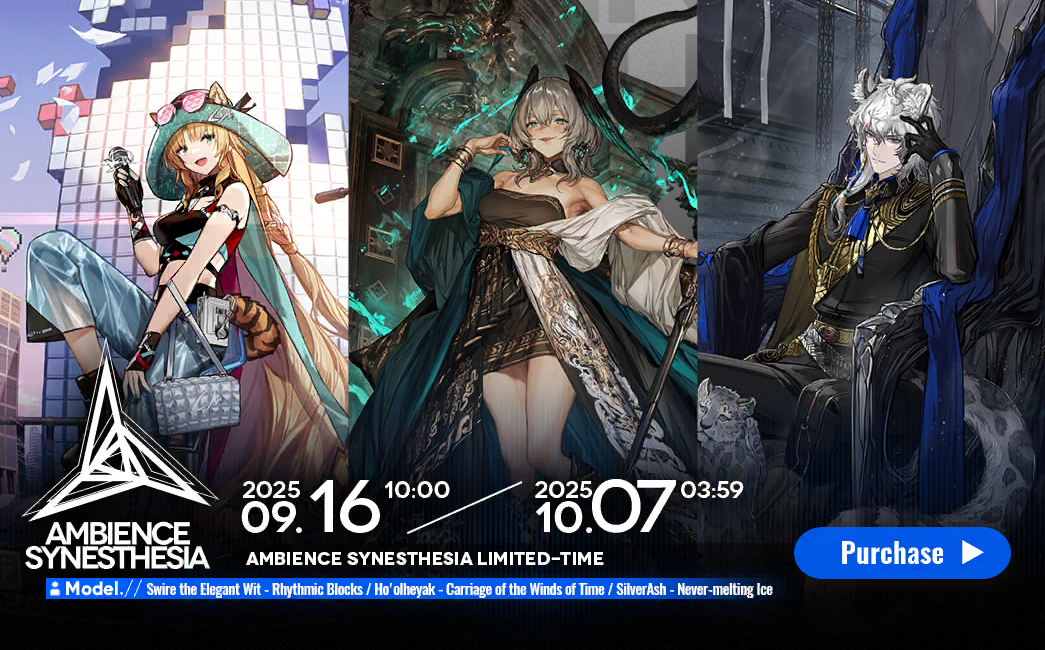 2025 09. 16 10:00
2025 10.07 03:59
AMBIENCE
SYNESTHESIA
AMBIENCE SYNESTHESIA LIMITED-TIME
Purchase
Model.// Swire the Elegant Wit - Rhythmic Blocks / Ho'olheyak - Carriage of the Winds of Time / SilverAsh - Never-melting Ice